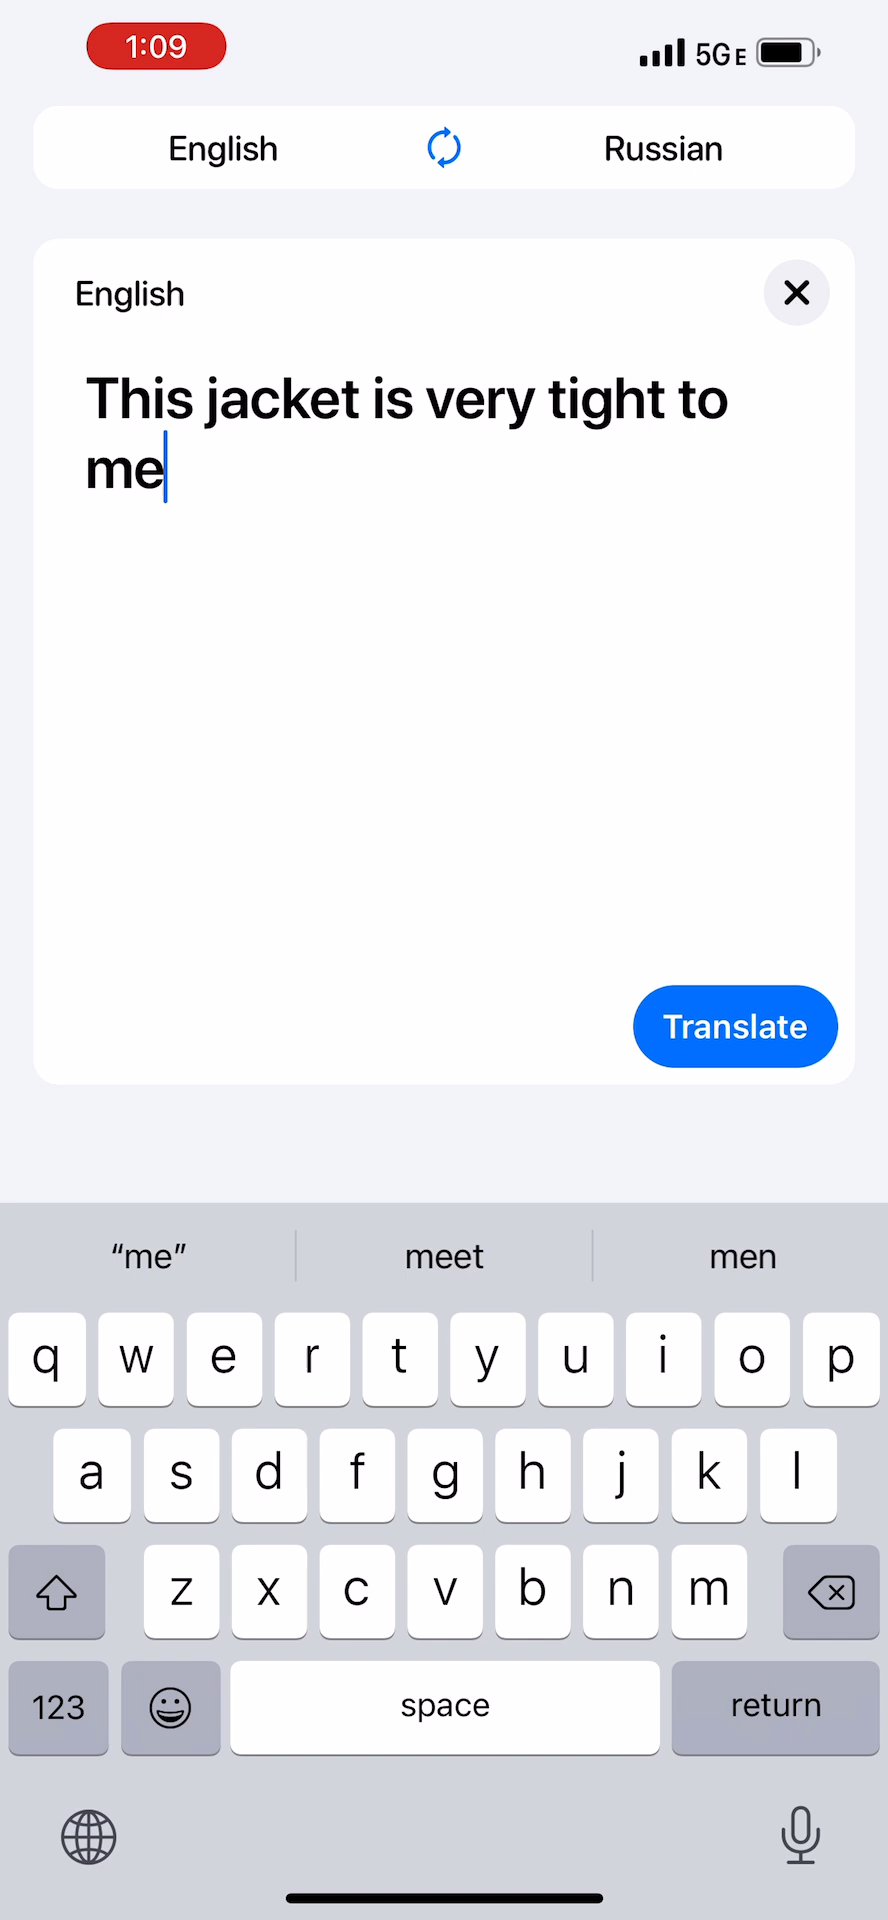 1:09 5GE
English Russian
English
This jacket is very tight to
me
Translate
“me” meet men
q w e r t y u i o p
a s d f g h j k l
z x c v b n m
123 space return